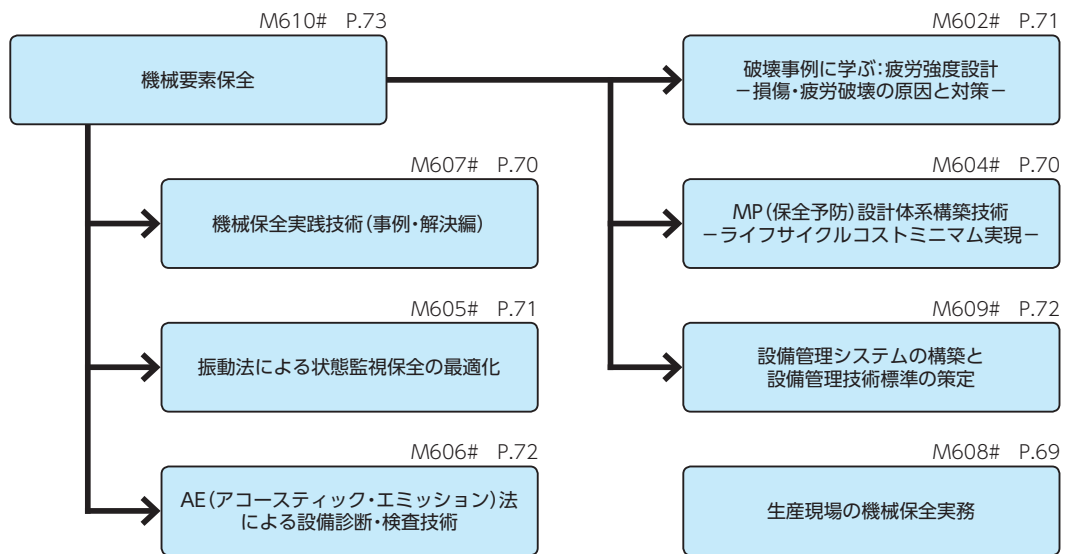 M610# P.73
機械要素保全
M602# P.71
破壊事例に学ぶ：疲労強度設計
－損傷・疲労破壊の原因と対策－
M607# P.70
機械保全実践技術（事例・解決編）
M604# P.70
MP（保全予防）設計体系構築技術
－ライフサイクルコストミニマム実現－
M605# P.71
振動法による状態監視保全の最適化
M609# P.72
設備管理システムの構築と
設備管理技術標準の策定
M606# P.72
AE（アコースティック・エミッション）法
による設備診断・検査技術
M608# P.69
生産現場の機械保全実務